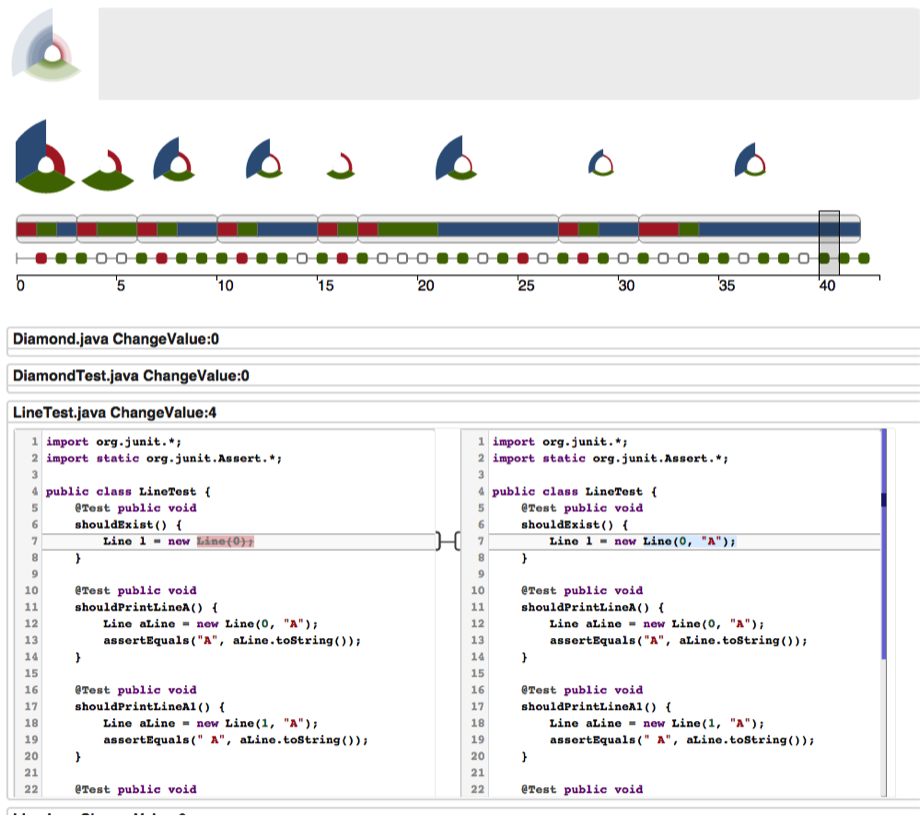 0 5 10 15 20 25 30 35 40
Diamond.java ChangeValue:0
DiamondTest.java ChangeValue:0
LineTest.java ChangeValue:4
1 import org.junit.*;
2 import static org.junit.Assert.*;
3
4 public class LineTest {
5 @Test public void
6 shouldExist() {
7 Line l = new Line(0);
8 }
9
10 @Test public void
11 shouldPrintLineA() {
12 Line aLine = new Line(0, "A");
13 assertEquals("A", aLine.toString());
14 }
15
16 @Test public void
17 shouldPrintLineA1() {
18 Line aLine = new Line(1, "A");
19 assertEquals(" A", aLine.toString());
20 }
21
22 @Test public void
1 import org.junit.*;
2 import static org.junit.Assert.*;
3
4 public class LineTest {
5 @Test public void
6 shouldExist() {
7 Line l = new Line(0, "A");
8 }
9
10 @Test public void
11 shouldPrintLineA() {
12 Line aLine = new Line(0, "A");
13 assertEquals("A", aLine.toString());
14 }
15
16 @Test public void
17 shouldPrintLineA1() {
18 Line aLine = new Line(1, "A");
19 assertEquals(" A", aLine.toString());
20 }
21
22 @Test public void